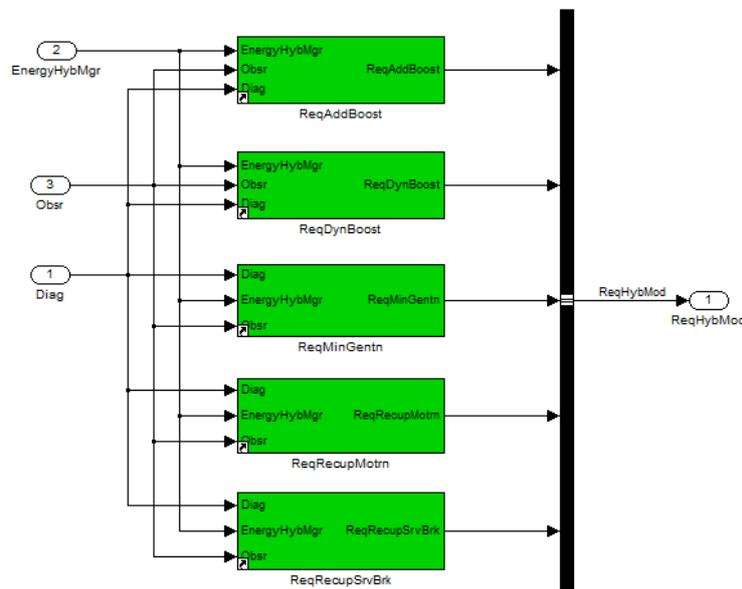 2
EnergyHybMgr
EnergyHybMgr
Obsr
Diag
ReqAddBoost
ReqAddBoost
3
Obsr
EnergyHybMgr
Obsr
Diag
ReqDynBoost
ReqDynBoost
1
Diag
Diag
EnergyHybMgr
Obsr
ReqMinGentn
ReqMinGentn
ReqHybMod
1
ReqHybMod
Diag
EnergyHybMgr
Obsr
ReqRecupMotrn
ReqRecupMotrn
Diag
EnergyHybMgr
Obsr
ReqRecupSrvBrk
ReqRecupSrvBrk